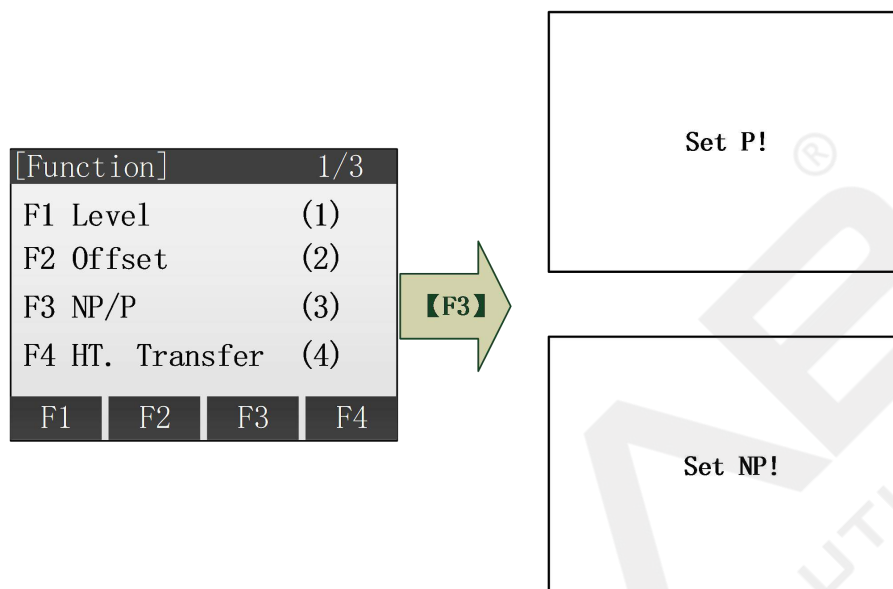 [Function] 1/3
F1 Level (1)
F2 Offset (2)
F3 NP/P (3)
F4 HT. Transfer (4)
F1 F2 F3 F4
【F3】
Set P!
®
Set NP!